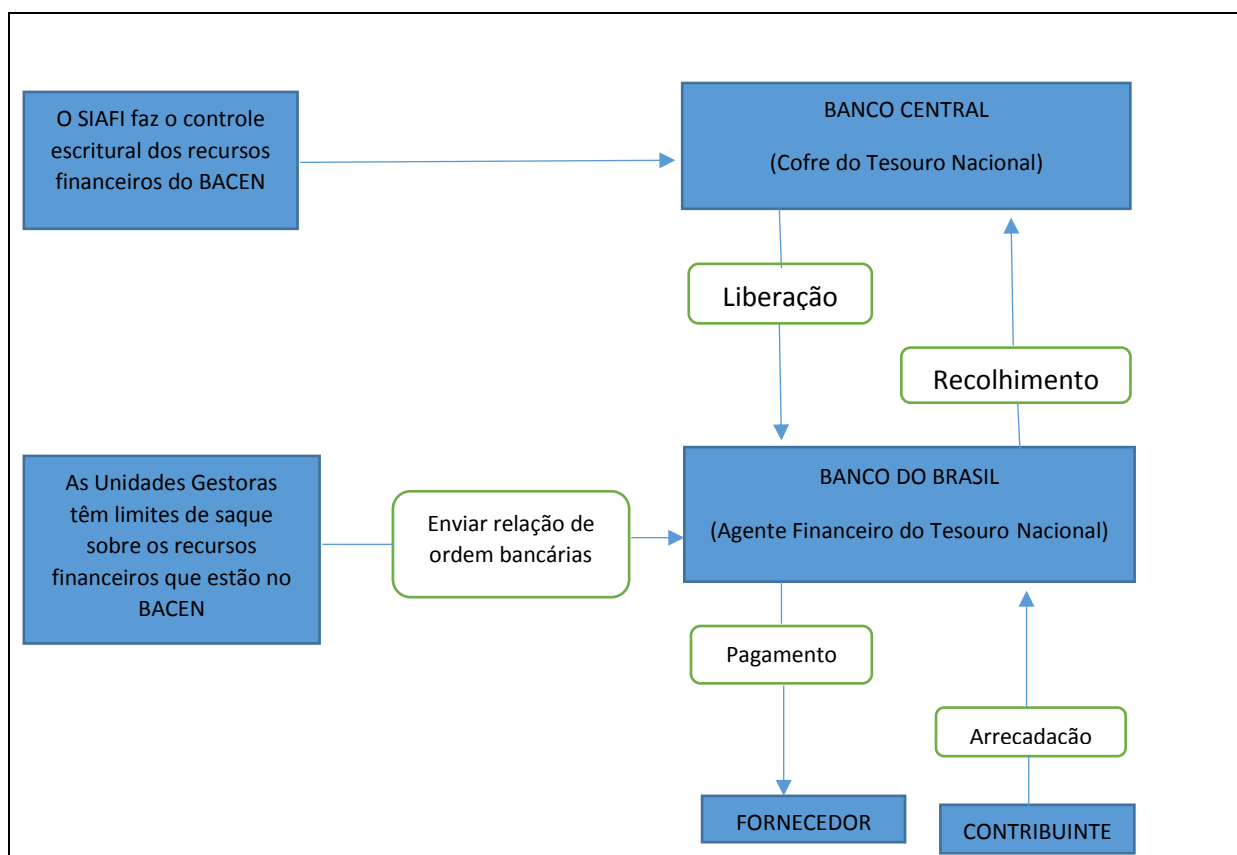 O SIAFI faz o controle
escritural dos recursos
financeiros do BACEN
BANCO CENTRAL
(Cofre do Tesouro Nacional)
Liberação
Recolhimento
As Unidades Gestoras
têm limites de saque
sobre os recursos
financeiros que estão no
BACEN
Enviar relação de
ordem bancárias
BANCO DO BRASIL
(Agente Financeiro do Tesouro Nacional)
Pagamento
Arrecadacão
FORNECEDOR
CONTRIBUINTE